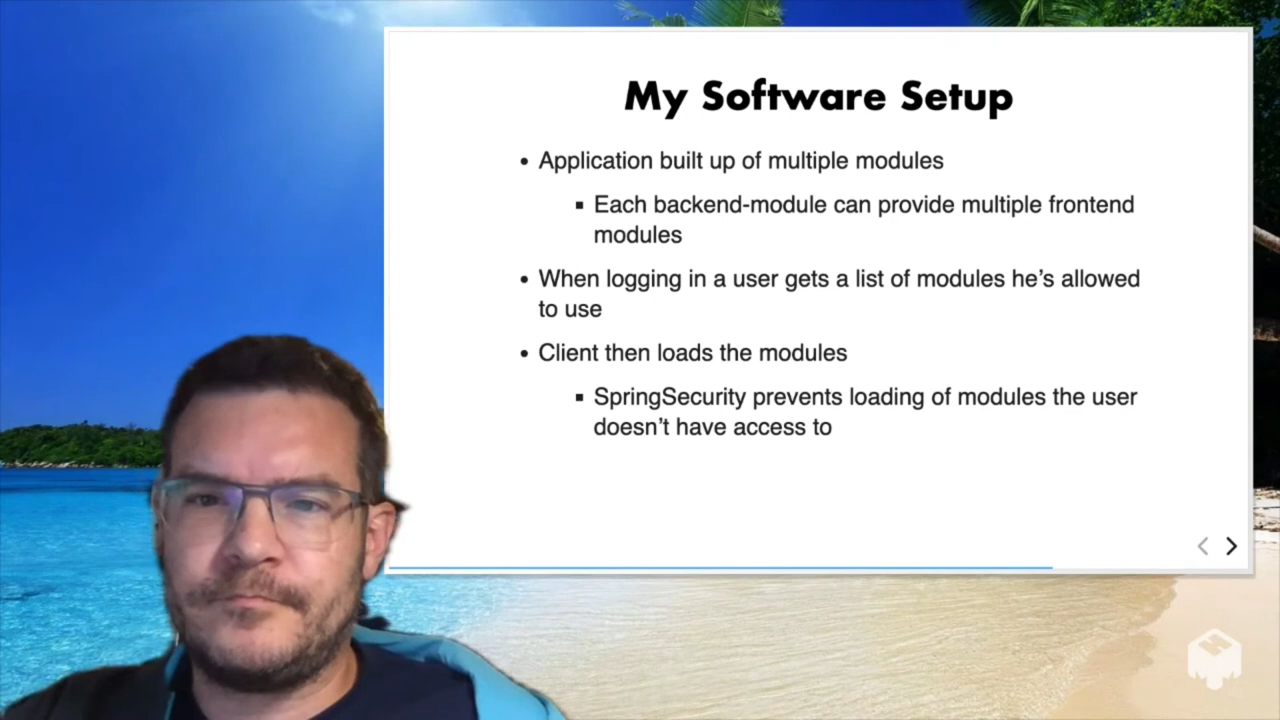 My Software Setup
• Application built up of multiple modules
▪ Each backend-module can provide multiple frontend
modules
• When logging in a user gets a list of modules he’s allowed
to use
• Client then loads the modules
▪ SpringSecurity prevents loading of modules the user
doesn’t have access to